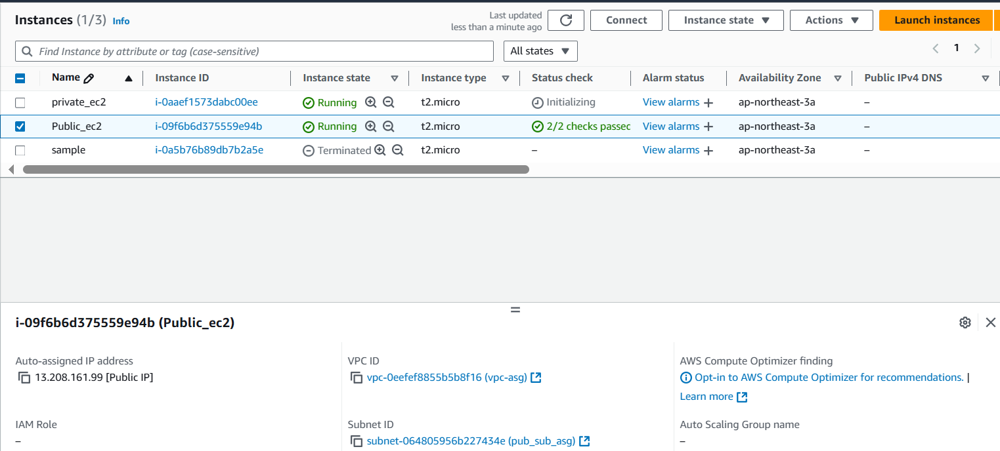 Instances (1/3) Info
Last updated
less than a minute ago
Connect
Instance state
Actions
Launch instances
Find Instance by attribute or tag (case-sensitive)
All states
1
Name Instance ID Instance state Instance type Status check Alarm status Availability Zone Public IPv4 DNS
private_ec2 i-0aaef1573dabc00ee Running t2.micro Initializing View alarms + ap-northeast-3a –
Public_ec2 i-09f6b6d375559e94b Running t2.micro 2/2 checks passec View alarms + ap-northeast-3a –
sample i-0a5b76b89db7b2a5e Terminated t2.micro – View alarms + ap-northeast-3a –
i-09f6b6d375559e94b (Public_ec2)
Auto-assigned IP address
13.208.161.99 [Public IP]
VPC ID
vpc-0eefef8855b5b8f16 (vpc-asg)
AWS Compute Optimizer finding
Opt-in to AWS Compute Optimizer for recommendations. |
Learn more
IAM Role
–
Subnet ID
subnet-064805956b227434e (pub_sub_asg)
Auto Scaling Group name
–